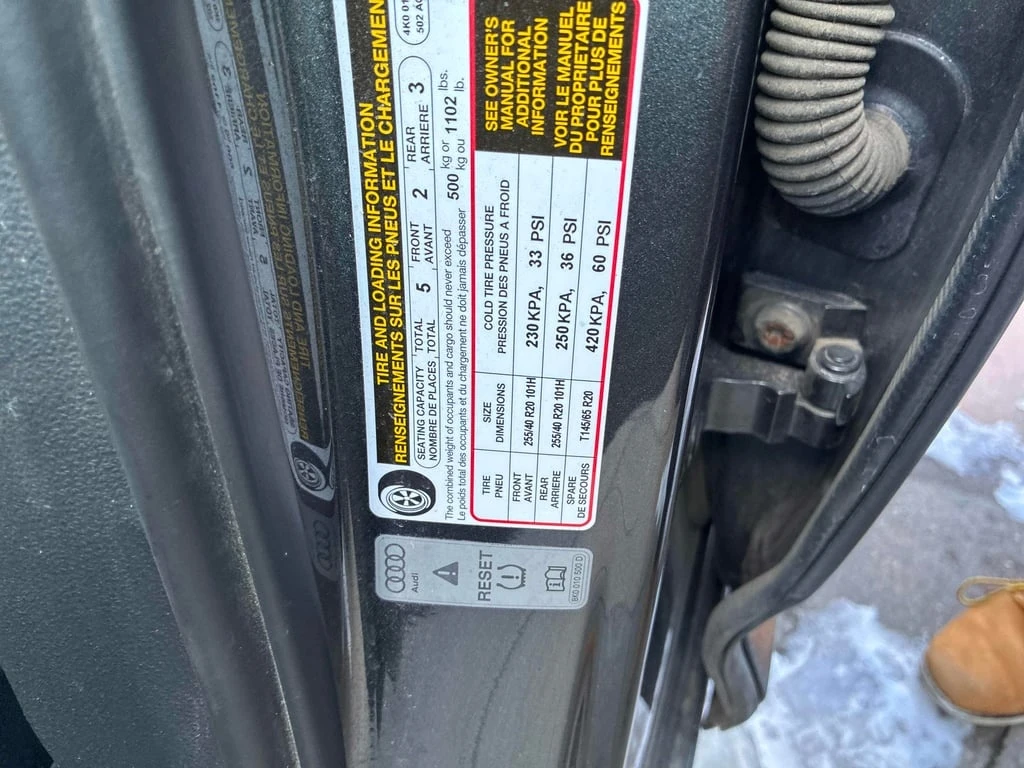 TIRE AND LOADING INFORMATION
RENSEIGNEMENTS SUR LES PNEUS ET LE CHARGEMENT
4K0 01
SEATING CAPACITY TOTAL 5 FRONT 2 REAR 3
NOMBRE DE PLACES TOTAL AVANT ARRIERE
The combined weight of occupants and cargo should never exceed 500 kg or 1102 lbs.
Le poids total des occupants et du chargement ne doit jamais dépasser kg ou lb.
TIRE SIZE COLD TIRE PRESSURE
PNEU DIMENSIONS PRESSION DES PNEUS A FROID
FRONT
AVANT 255/40 R20 101H 230 KPA, 33 PSI
REAR
ARRIERE 255/40 R20 101H 250 KPA, 36 PSI
SPARE
DE SECOURS T145/65 R20 420 KPA, 60 PSI
SEE OWNER'S
MANUAL FOR
ADDITIONAL
INFORMATION
VOIR LE MANUEL
DU PROPRIETAIRE
POUR PLUS DE
RENSEIGNEMENTS
Audi
RESET
8K0 010 500 D